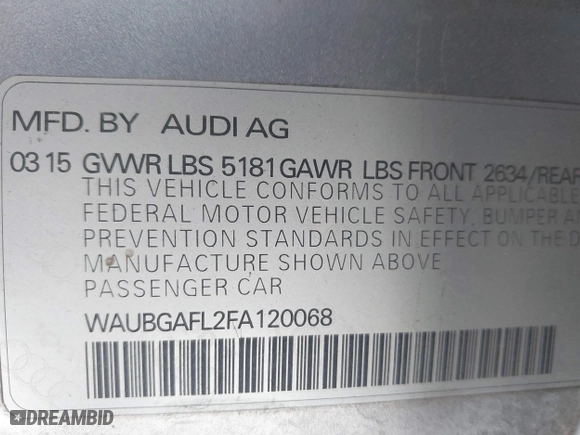 MFD. BY AUDI AG
03 15 GVWR LBS 5181 GAWR LBS FRONT 2634/REAR
THIS VEHICLE CONFORMS TO ALL APPLICABLE
FEDERAL MOTOR VEHICLE SAFETY, BUMPER A
PREVENTION STANDARDS IN EFFECT ON THE D
MANUFACTURE SHOWN ABOVE
PASSENGER CAR
WAUBGAFL2FA120068
DREAMBID